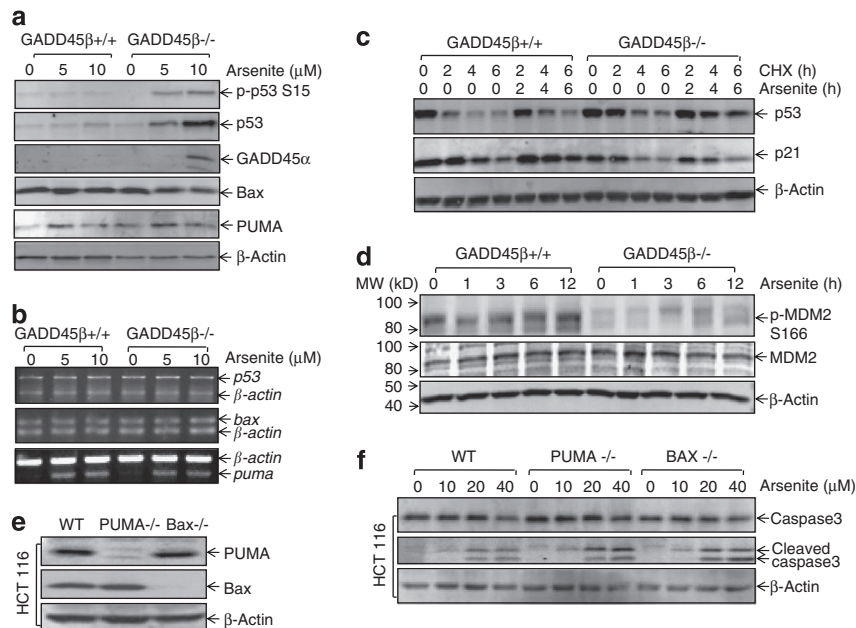 a
GADD45β+/+ GADD45β-/-
0 5 10 0 5 10 Arsenite (μM)
p-p53 S15
p53
GADD45α
Bax
PUMA
β-Actin
b
GADD45β+/+ GADD45β-/-
0 5 10 0 5 10 Arsenite (μM)
p53
β-actin
bax
β-actin
β-actin
puma
e
WT PUMA-/- Bax-/-
HCT 116
PUMA
Bax
β-Actin
c
GADD45β+/+ GADD45β-/-
0 2 4 6 2 4 6 0 2 4 6 2 4 6 CHX (h)
0 0 0 0 2 4 6 0 0 0 0 2 4 6 Arsenite (h)
p53
p21
β-Actin
d
GADD45β+/+ GADD45β-/-
MW (kD) 0 1 3 6 12 0 1 3 6 12 Arsenite (h)
100
80
p-MDM2
S166
100
80
MDM2
50
40
β-Actin
f
WT PUMA -/- BAX -/-
0 10 20 40 0 10 20 40 0 10 20 40 Arsenite (μM)
HCT 116
Caspase3
Cleaved
caspase3
β-Actin